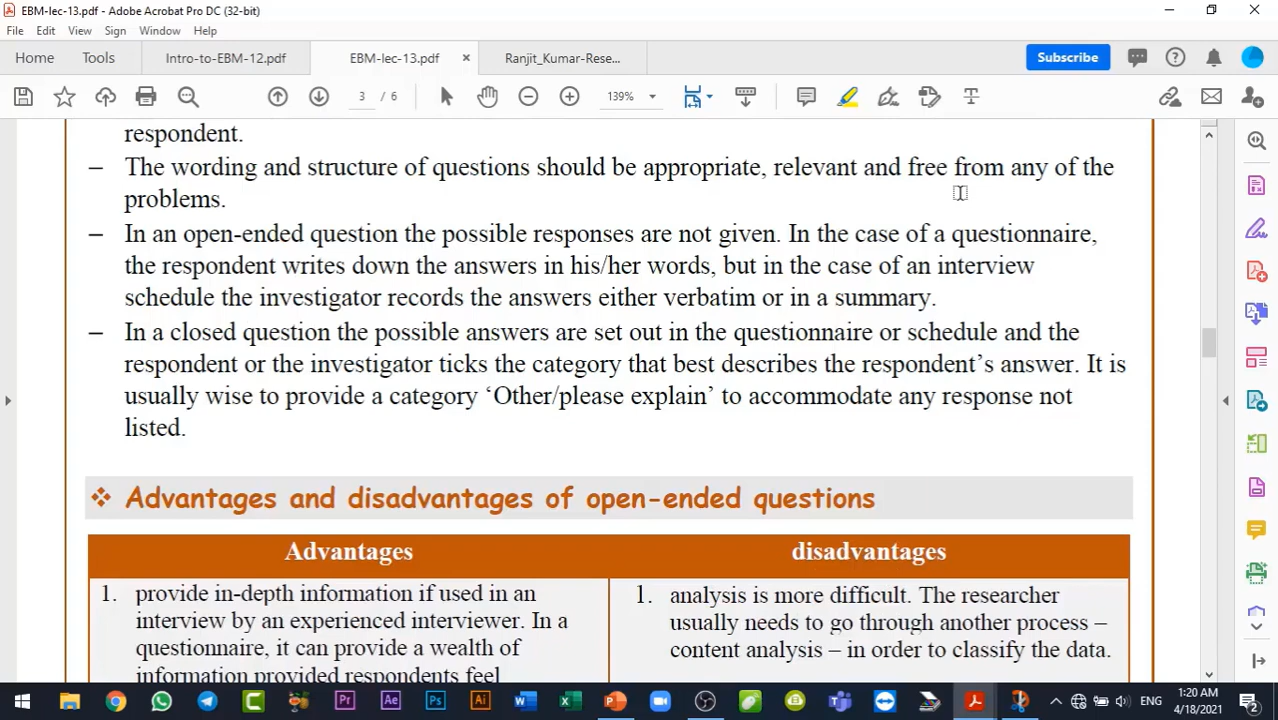 EBM-lec-13.pdf - Adobe Acrobat Pro DC (32-bit)
File Edit View Sign Window Help
Home Tools Intro-to-EBM-12.pdf EBM-lec-13.pdf × Ranjit_Kumar-Rese... Subscribe
3 / 6 139%
respondent.
– The wording and structure of questions should be appropriate, relevant and free from any of the
problems.
– In an open-ended question the possible responses are not given. In the case of a questionnaire,
the respondent writes down the answers in his/her words, but in the case of an interview
schedule the investigator records the answers either verbatim or in a summary.
– In a closed question the possible answers are set out in the questionnaire or schedule and the
respondent or the investigator ticks the category that best describes the respondent’s answer. It is
usually wise to provide a category ‘Other/please explain’ to accommodate any response not
listed.
❖ Advantages and disadvantages of open-ended questions
Advantages disadvantages
1. provide in-depth information if used in an
interview by an experienced interviewer. In a
questionnaire, it can provide a wealth of
information provided respondents feel
1. analysis is more difficult. The researcher
usually needs to go through another process –
content analysis – in order to classify the data.
Pr Ae Ps Ai ENG 1:20 AM
4/18/2021 2